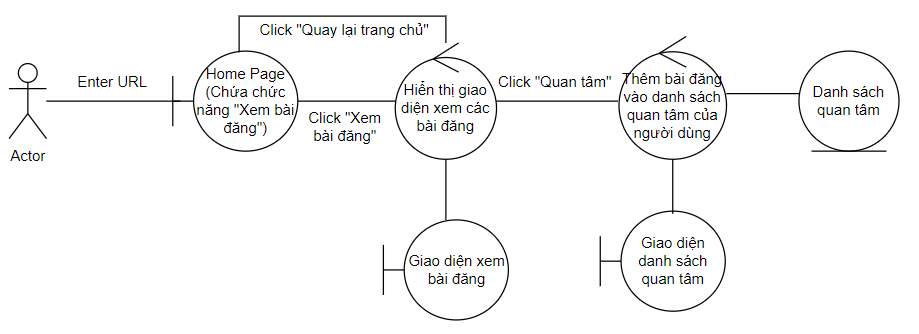 Click "Quay lại trang chủ"
Enter URL
Home Page
(Chứa chức
năng "Xem bài
đăng")
Click "Xem
bài đăng"
Hiển thị giao
diện xem các
bài đăng
Click "Quan tâm"
Thêm bài đăng
vào danh sách
quan tâm của
người dùng
Danh sách
quan tâm
Actor
Giao diện xem
bài đăng
Giao diện
danh sách
quan tâm